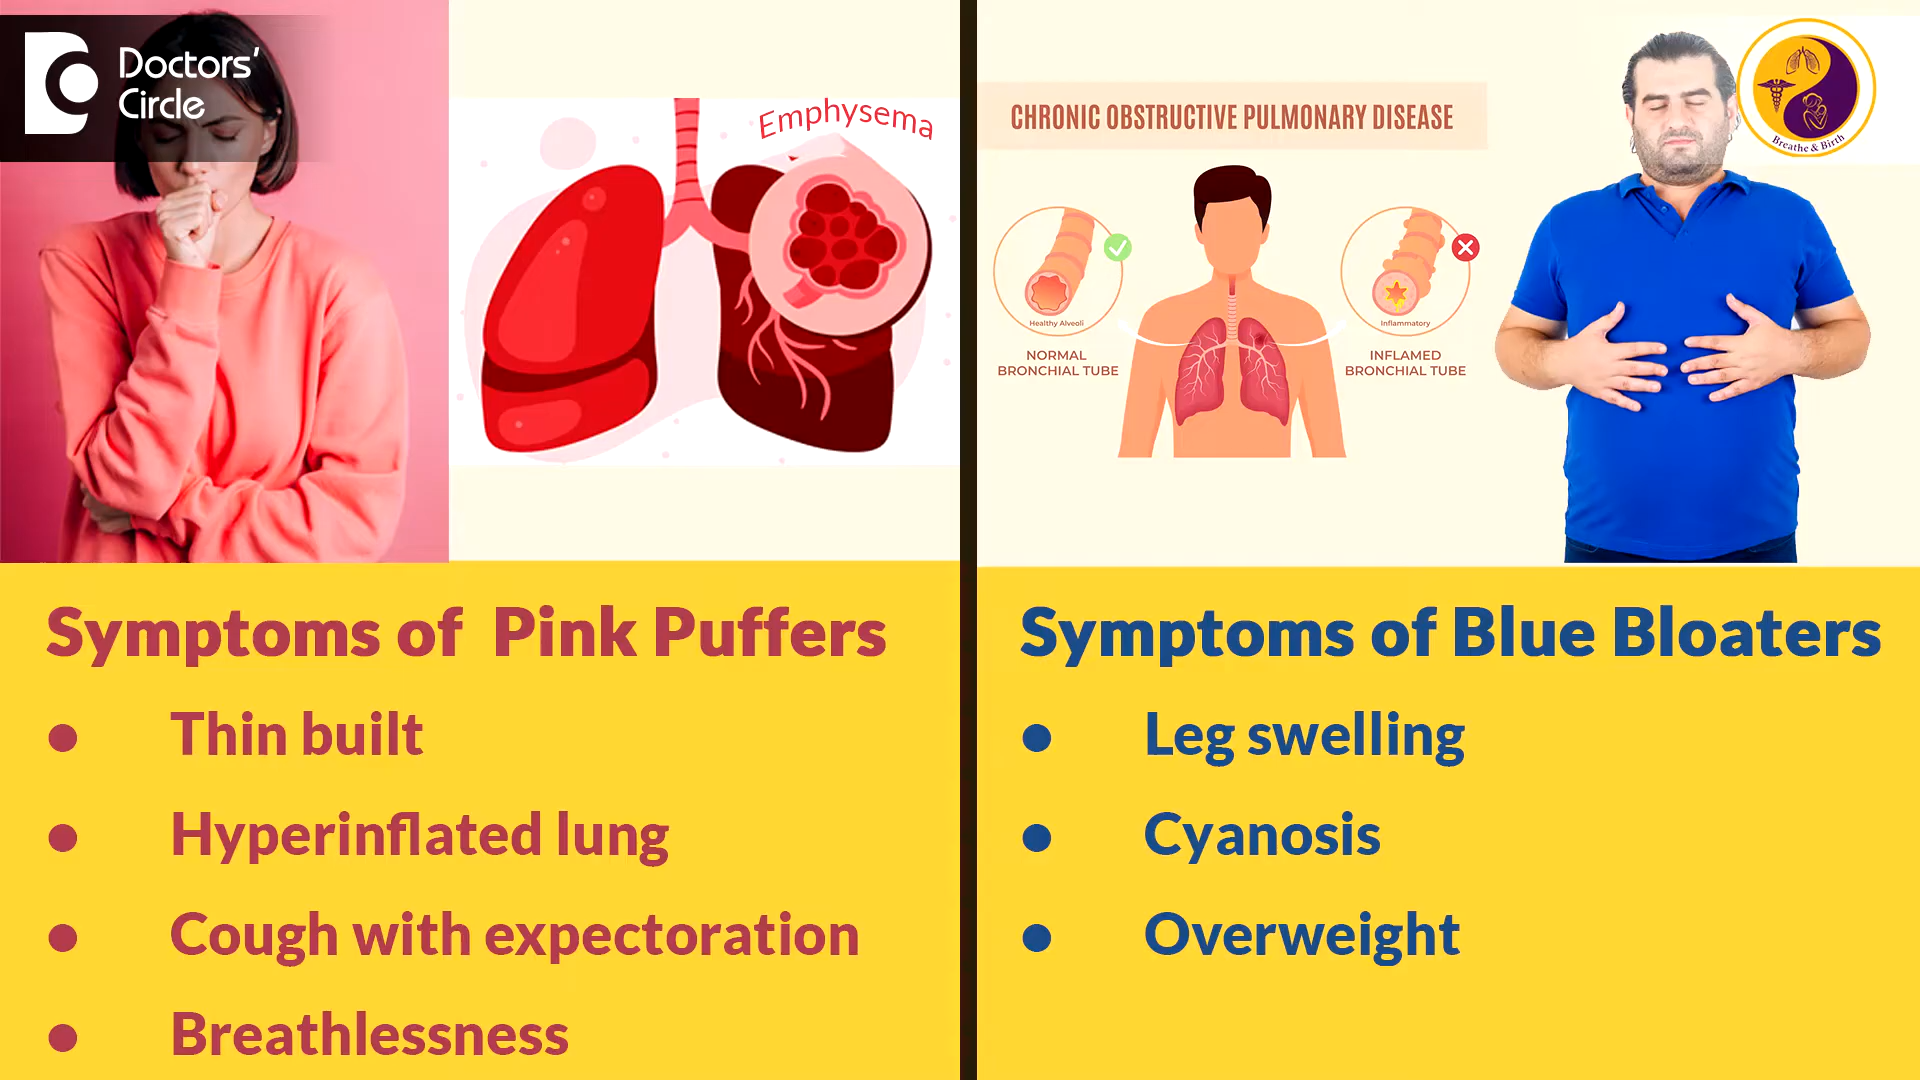 Doctors'
Circle
Emphysema
CHRONIC OBSTRUCTIVE PULMONARY DISEASE
Healthy Alveoli
NORMAL
BRONCHIAL TUBE
Inflammatory
INFLAMED
BRONCHIAL TUBE
Breathe & Birth
Symptoms of Pink Puffers
● Thin built
● Hyperinflated lung
● Cough with expectoration
● Breathlessness
Symptoms of Blue Bloaters
● Leg swelling
● Cyanosis
● Overweight